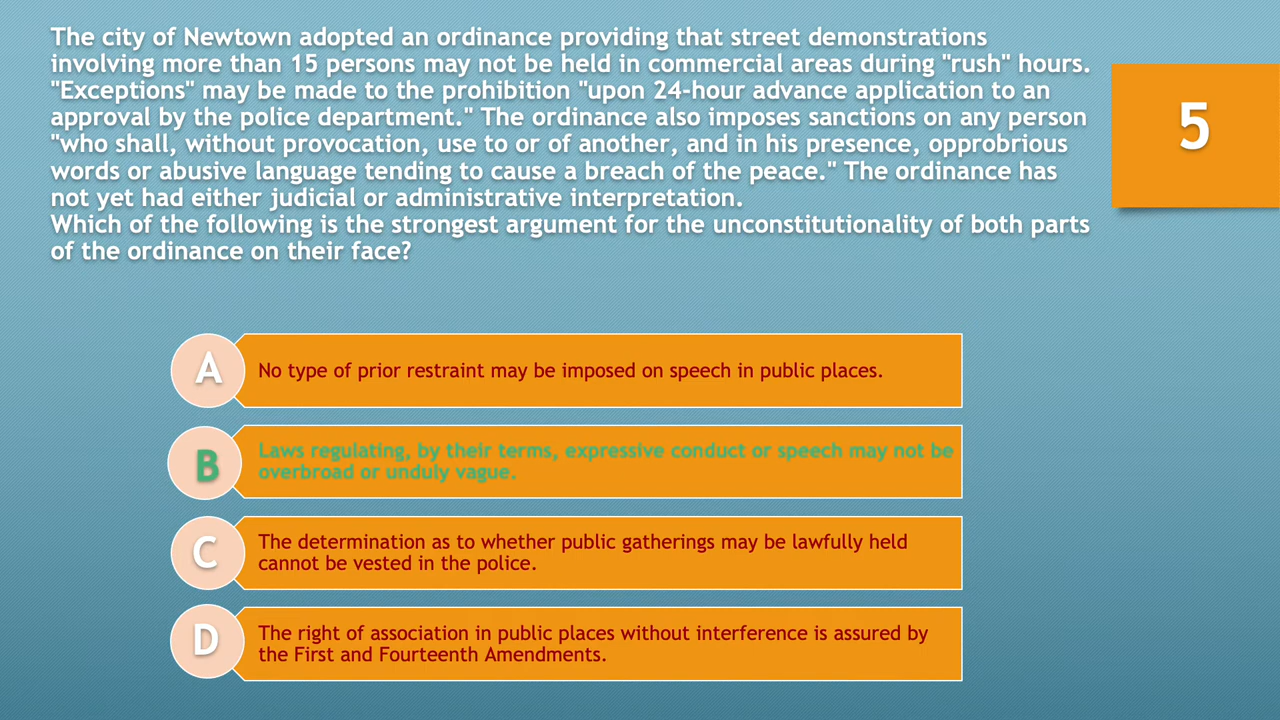 The city of Newtown adopted an ordinance providing that street demonstrations
involving more than 15 persons may not be held in commercial areas during "rush" hours.
"Exceptions" may be made to the prohibition "upon 24-hour advance application to an
approval by the police department." The ordinance also imposes sanctions on any person
"who shall, without provocation, use to or of another, and in his presence, opprobrious
words or abusive language tending to cause a breach of the peace." The ordinance has
not yet had either judicial or administrative interpretation.
Which of the following is the strongest argument for the unconstitutionality of both parts
of the ordinance on their face?
5
A
No type of prior restraint may be imposed on speech in public places.
B
Laws regulating, by their terms, expressive conduct or speech may not be
overbroad or unduly vague.
C
The determination as to whether public gatherings may be lawfully held
cannot be vested in the police.
D
The right of association in public places without interference is assured by
the First and Fourteenth Amendments.